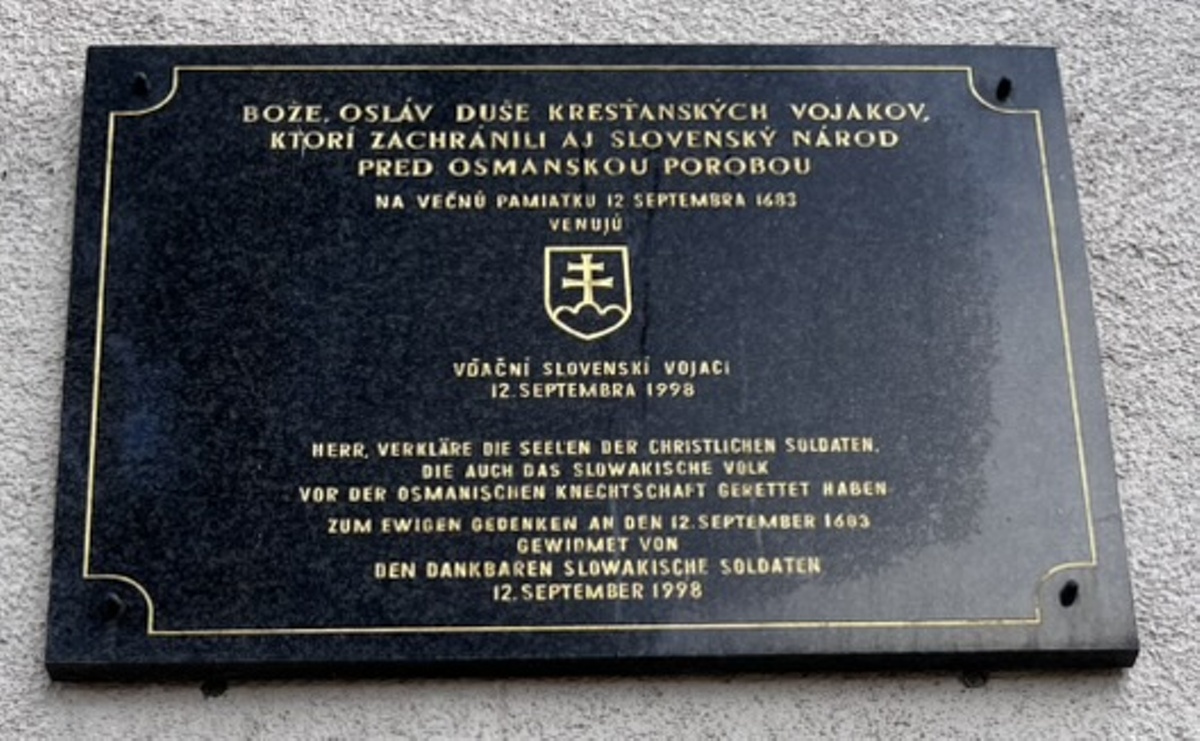 BOŽE, OSLÁV DUŠE KRESŤANSKÝCH VOJAKOV,
KTORÍ ZACHRÁNILI AJ SLOVENSKÝ NÁROD
PRED OSMANSKOU POROBOU
NA VEČNÚ PAMIATKU 12 SEPTEMBRA 1683
VENUJÚ
VĎAČNÍ SLOVENSKÍ VOJACI
12. SEPTEMBRA 1998
HERR, VERKLÄRE DIE SEELEN DER CHRISTLICHEN SOLDATEN,
DIE AUCH DAS SLOWAKISCHE VOLK
VOR DER OSMANISCHEN KNECHTSCHAFT GERETTET HABEN
ZUM EWIGEN GEDENKEN AN DEN 12. SEPTEMBER 1683
GEWIDMET VON
DEN DANKBAREN SLOWAKISCHE SOLDATEN
12. SEPTEMBER 1998